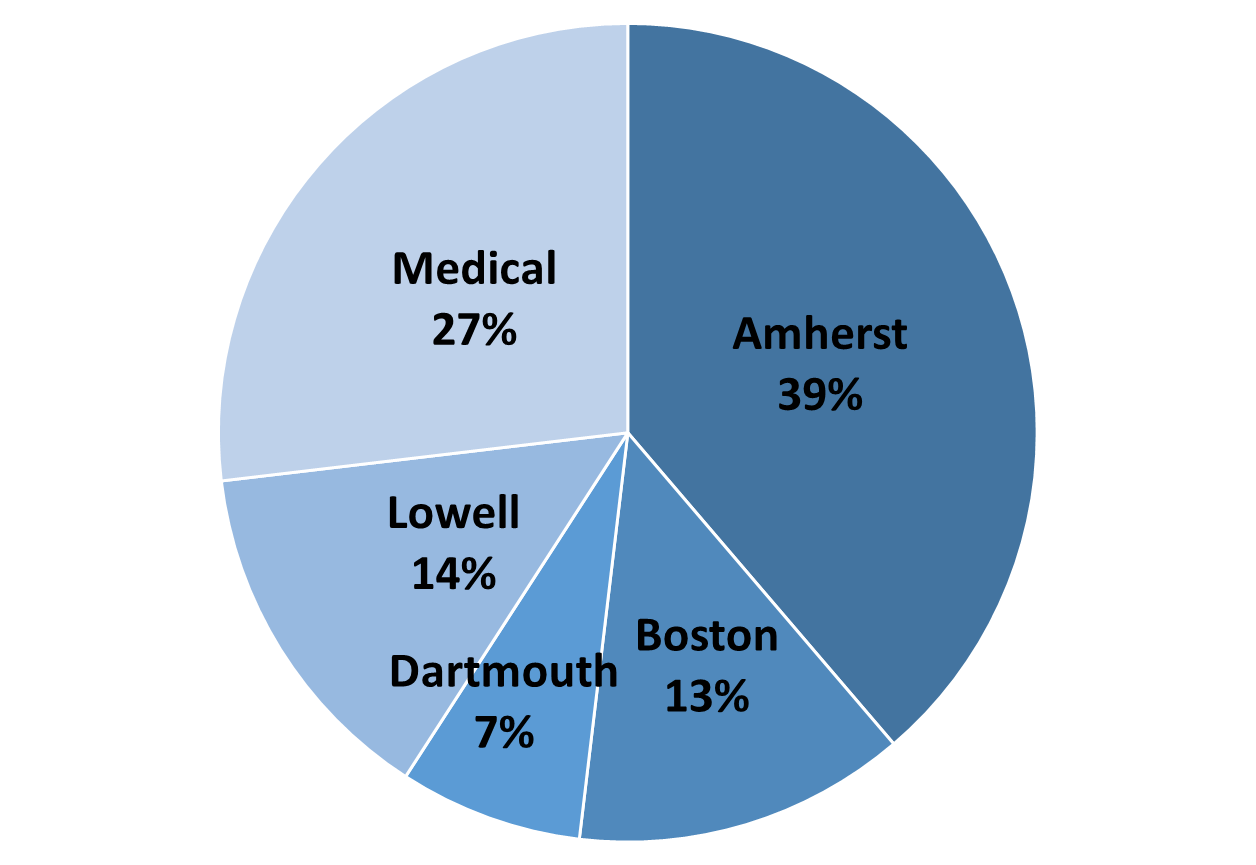 Medical
27%
Amherst
39%
Lowell
14%
Boston
13%
Dartmouth
7%